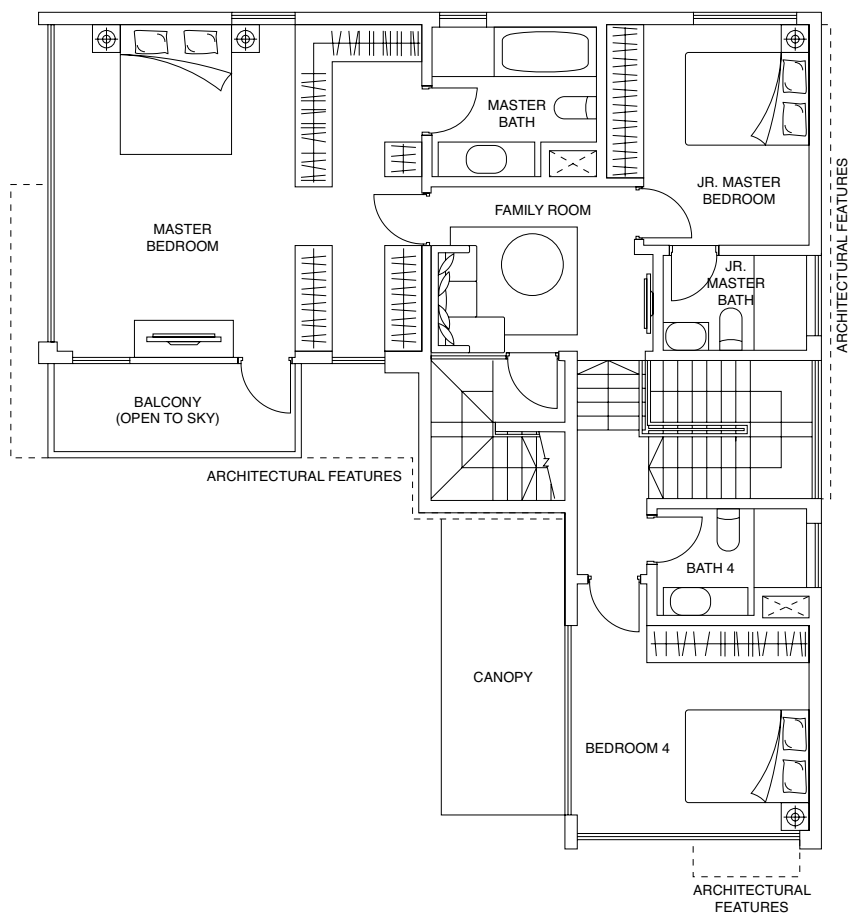 MASTER
BATH
JR. MASTER
BEDROOM
FAMILY ROOM
MASTER
BEDROOM
JR.
MASTER
BATH
ARCHITECTURAL FEATURES
BALCONY
(OPEN TO SKY)
ARCHITECTURAL FEATURES
BATH 4
CANOPY
BEDROOM 4
ARCHITECTURAL
FEATURES